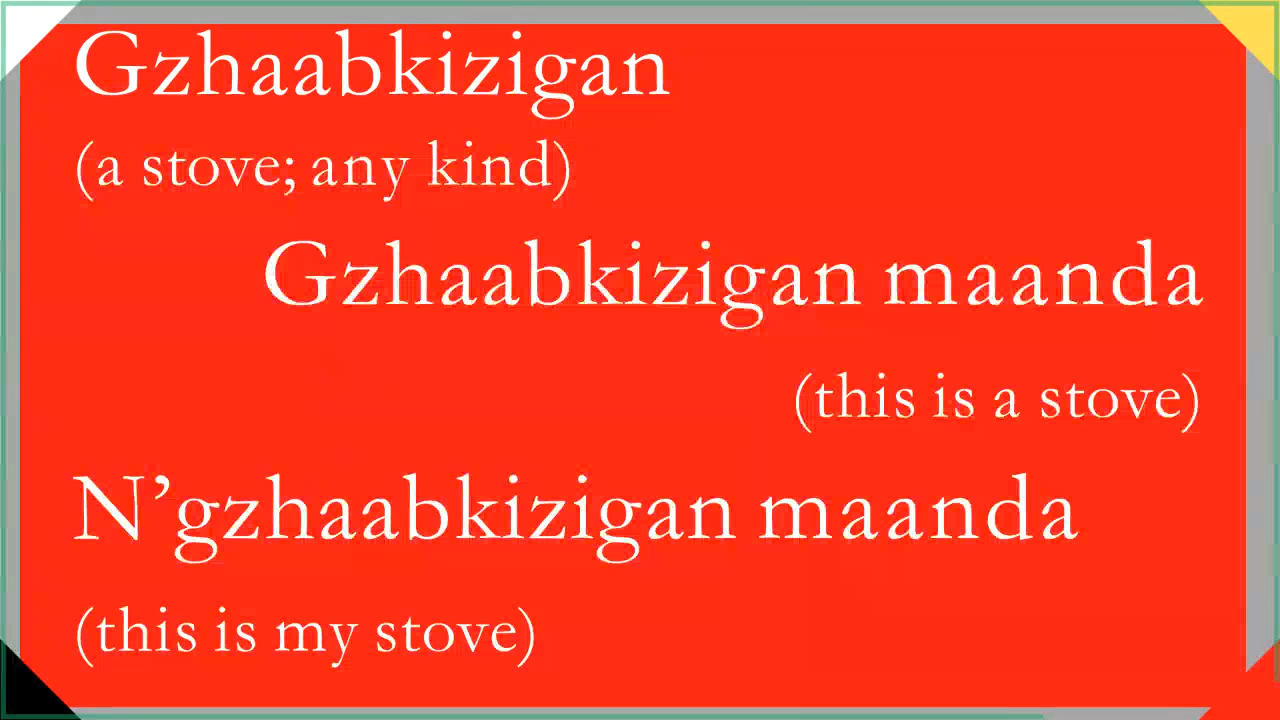 Gzhaabkizigan
(a stove; any kind)
Gzhaabkizigan maanda
(this is a stove)
N’gzhaabkizigan maanda
(this is my stove)